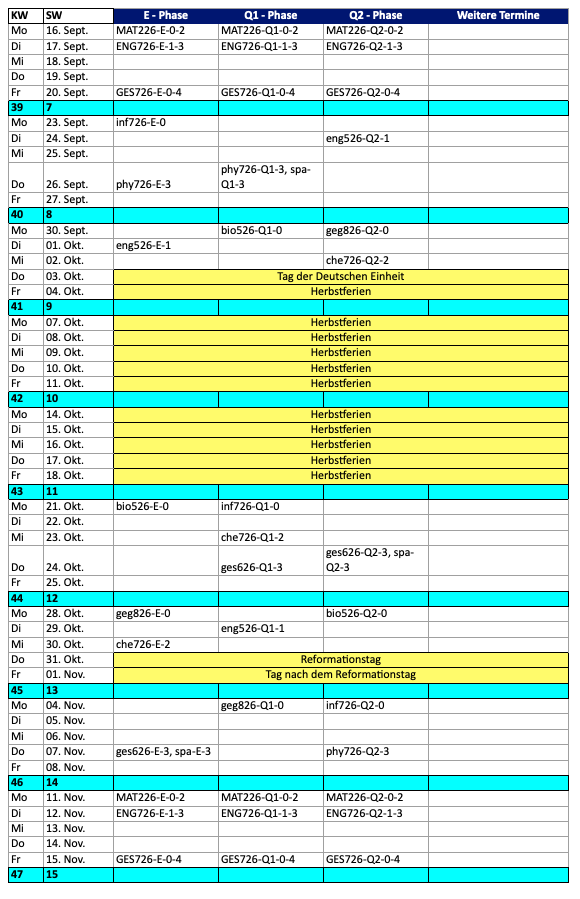 KW SW E - Phase Q1 - Phase Q2 - Phase Weitere Termine
Mo 16. Sept. MAT226-E-0-2 MAT226-Q1-0-2 MAT226-Q2-0-2
Di 17. Sept. ENG726-E-1-3 ENG726-Q1-1-3 ENG726-Q2-1-3
Mi 18. Sept.
Do 19. Sept.
Fr 20. Sept. GES726-E-0-4 GES726-Q1-0-4 GES726-Q2-0-4
39 7
Mo 23. Sept. inf726-E-0
Di 24. Sept. eng526-Q2-1
Mi 25. Sept.
phy726-Q1-3, spa-
Do 26. Sept. phy726-E-3 Q1-3
Fr 27. Sept.
40 8
Mo 30. Sept. bio526-Q1-0 geg826-Q2-0
Di 01. Okt. eng526-E-1
Mi 02. Okt. che726-Q2-2
Do 03. Okt. Tag der Deutschen Einheit
Fr 04. Okt. Herbstferien
41 9
Mo 07. Okt. Herbstferien
Di 08. Okt. Herbstferien
Mi 09. Okt. Herbstferien
Do 10. Okt. Herbstferien
Fr 11. Okt. Herbstferien
42 10
Mo 14. Okt. Herbstferien
Di 15. Okt. Herbstferien
Mi 16. Okt. Herbstferien
Do 17. Okt. Herbstferien
Fr 18. Okt. Herbstferien
43 11
Mo 21. Okt. bio526-E-0 inf726-Q1-0
Di 22. Okt.
Mi 23. Okt. che726-Q1-2
ges626-Q2-3, spa-
Do 24. Okt. ges626-Q1-3 Q2-3
Fr 25. Okt.
44 12
Mo 28. Okt. geg826-E-0 bio526-Q2-0
Di 29. Okt. eng526-Q1-1
Mi 30. Okt. che726-E-2
Do 31. Okt. Reformationstag
Fr 01. Nov. Tag nach dem Reformationstag
45 13
Mo 04. Nov. geg826-Q1-0 inf726-Q2-0
Di 05. Nov.
Mi 06. Nov.
Do 07. Nov. ges626-E-3, spa-E-3 phy726-Q2-3
Fr 08. Nov.
46 14
Mo 11. Nov. MAT226-E-0-2 MAT226-Q1-0-2 MAT226-Q2-0-2
Di 12. Nov. ENG726-E-1-3 ENG726-Q1-1-3 ENG726-Q2-1-3
Mi 13. Nov.
Do 14. Nov.
Fr 15. Nov. GES726-E-0-4 GES726-Q1-0-4 GES726-Q2-0-4
47 15